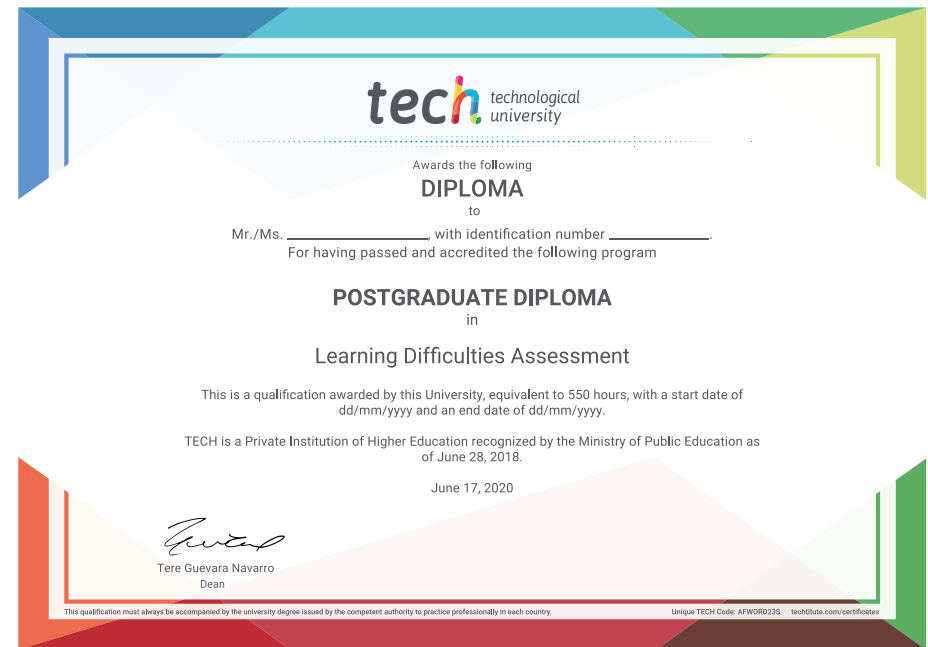 tech technological
university
Awards the following
DIPLOMA
to
Mr./Ms. ____________________, with identification number ______________.
For having passed and accredited the following program
POSTGRADUATE DIPLOMA
in
Learning Difficulties Assessment
This is a qualification awarded by this University, equivalent to 550 hours, with a start date of
dd/mm/yyyy and an end date of dd/mm/yyyy.
TECH is a Private Institution of Higher Education recognized by the Ministry of Public Education as
of June 28, 2018.
June 17, 2020
Tere Guevara Navarro
Dean
This qualification must always be accompanied by the university degree issued by the competent authority to practice professionally in each country.
Unique TECH Code: AFWORD23S techtitute.com/certificates